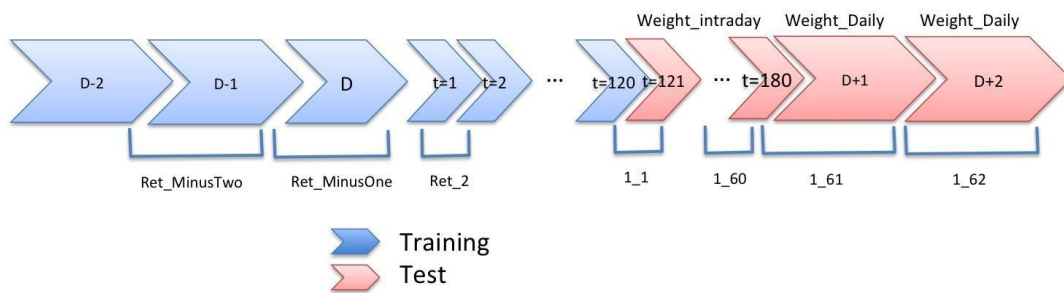 Weight_intraday Weight_Daily Weight_Daily
D-2 D-1 D t=1 t=2 ... t=120 t=121 ... t=180 D+1 D+2
Ret_MinusTwo Ret_MinusOne Ret_2 1_1 1_60 1_61 1_62
Training
Test